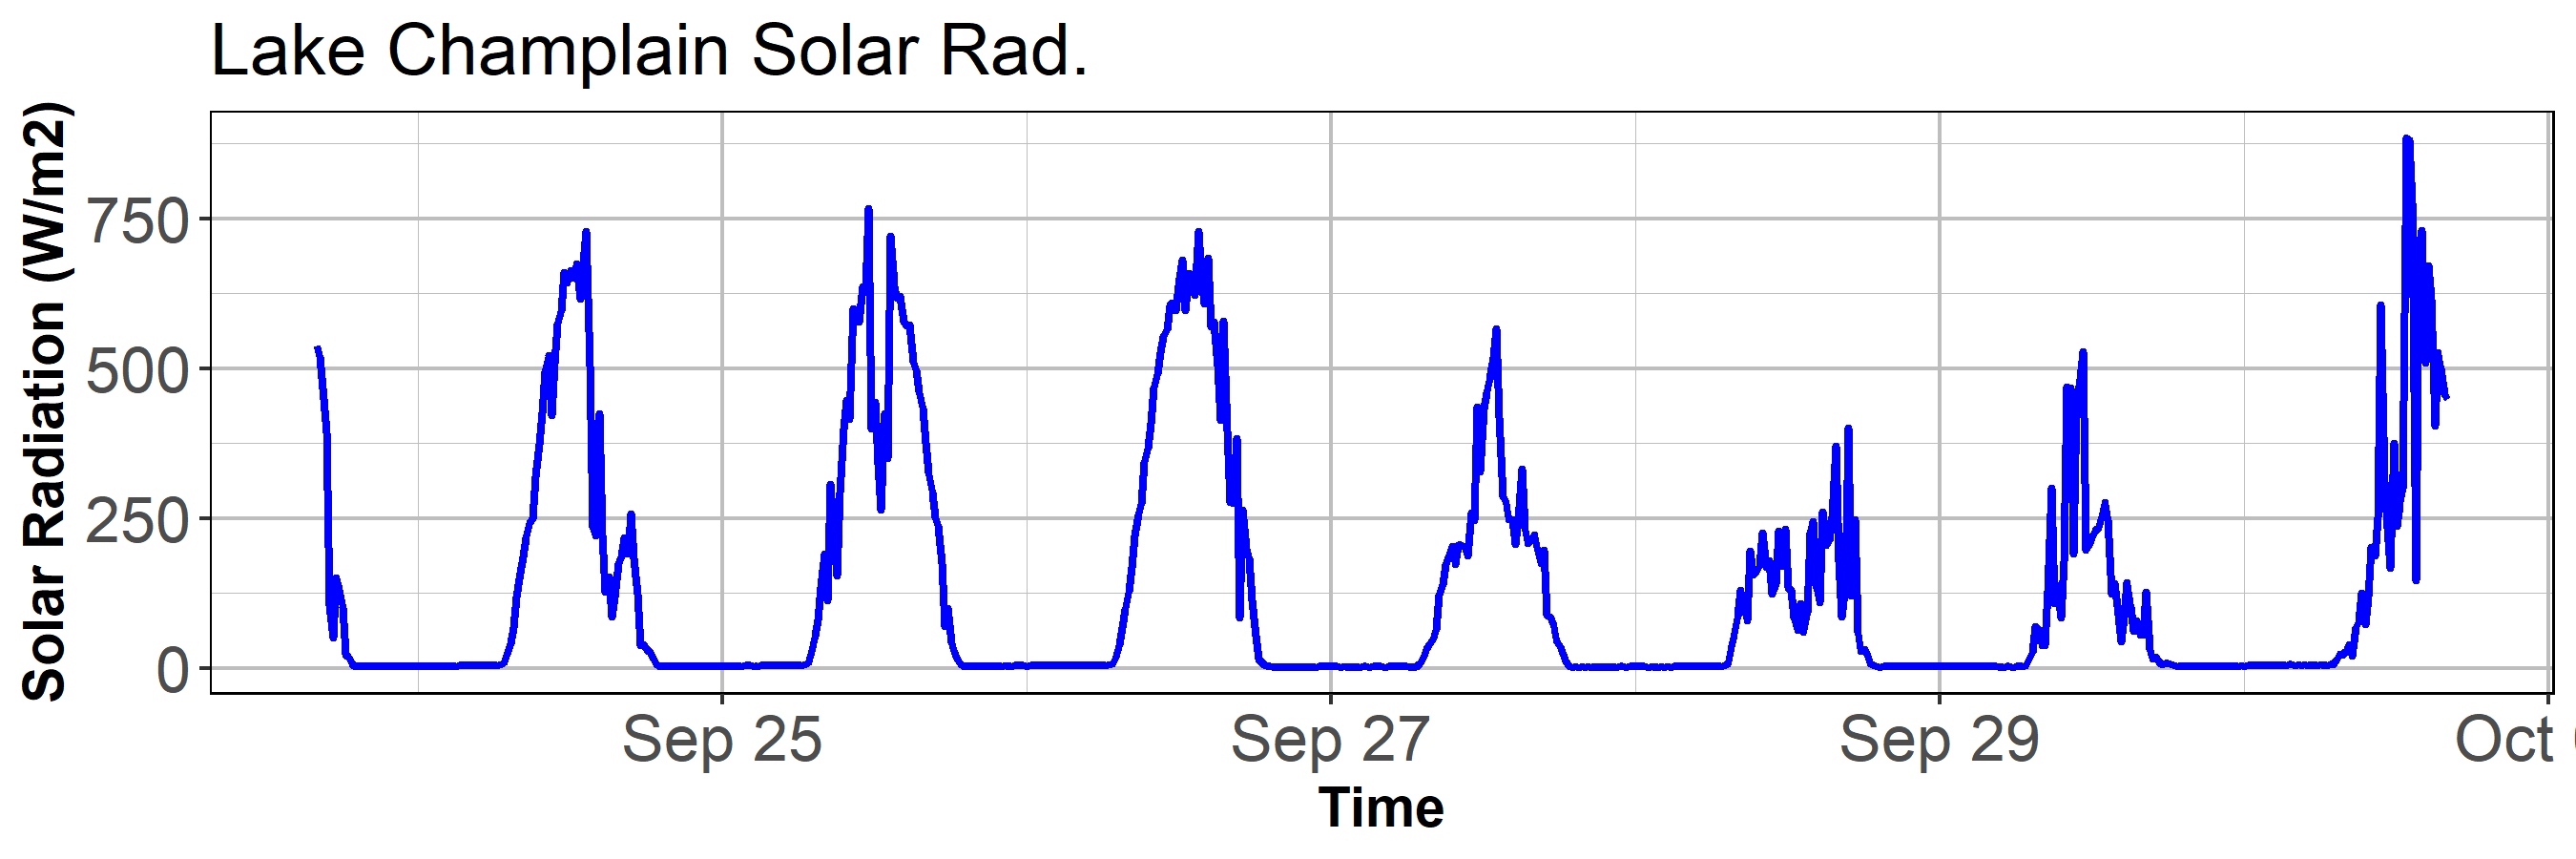 Lake Champlain Solar Rad.
Solar Radiation (W/m2)
750
500
250
0
Sep 25
Sep 27
Sep 29
Oct
Time